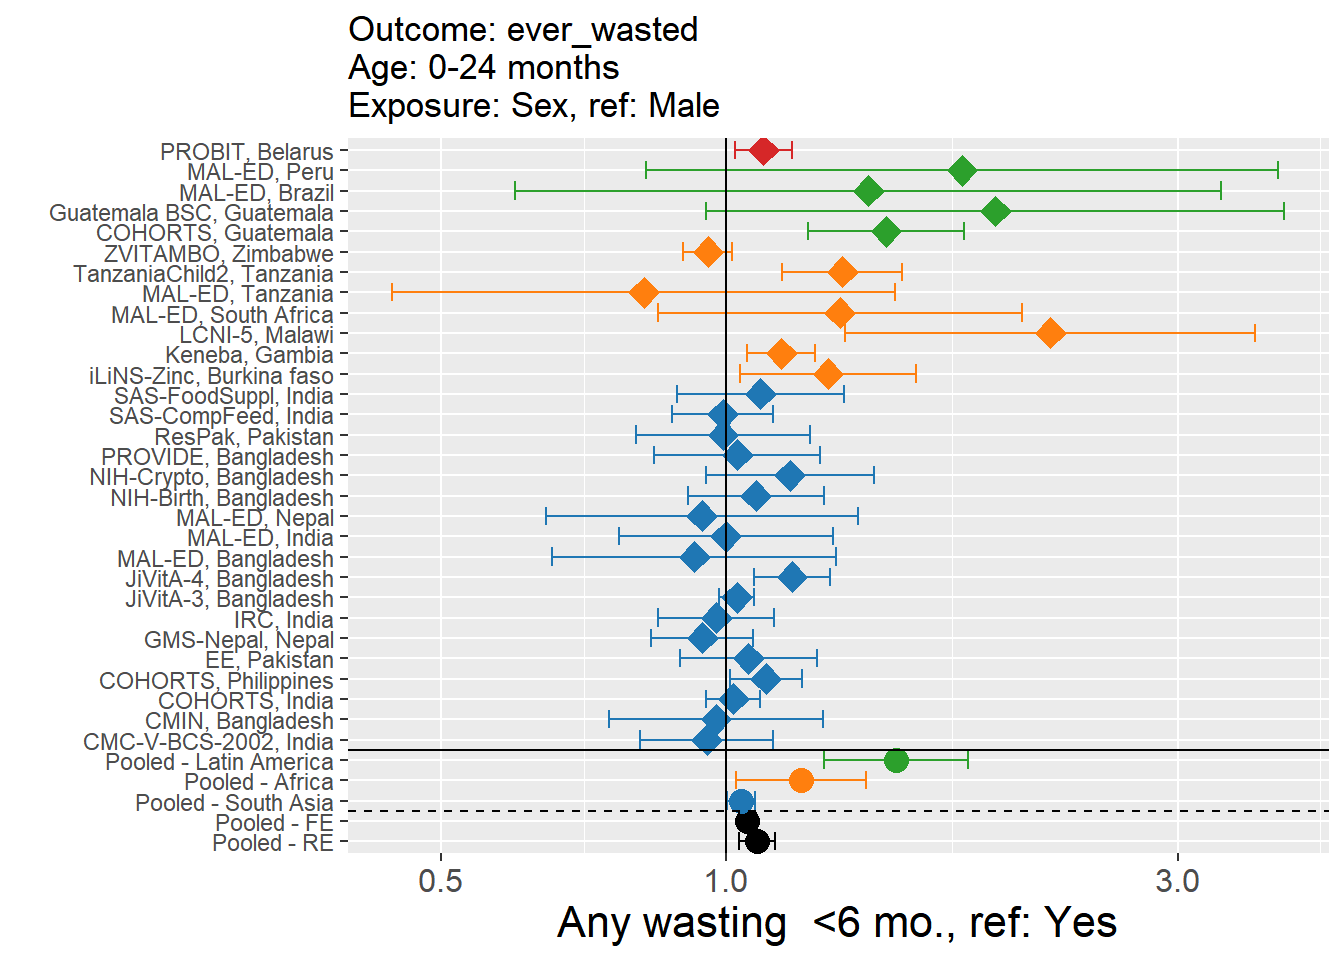 Outcome: ever_wasted
Age: 0-24 months
Exposure: Sex, ref: Male
PROBIT, Belarus
MAL-ED, Peru
MAL-ED, Brazil
Guatemala BSC, Guatemala
COHORTS, Guatemala
ZVITAMBO, Zimbabwe
TanzaniaChild2, Tanzania
MAL-ED, Tanzania
MAL-ED, South Africa
LCNI-5, Malawi
Keneba, Gambia
iLiNS-Zinc, Burkina faso
SAS-FoodSuppl, India
SAS-CompFeed, India
ResPak, Pakistan
PROVIDE, Bangladesh
NIH-Crypto, Bangladesh
NIH-Birth, Bangladesh
MAL-ED, Nepal
MAL-ED, India
MAL-ED, Bangladesh
JiVitA-4, Bangladesh
JiVitA-3, Bangladesh
IRC, India
GMS-Nepal, Nepal
EE, Pakistan
COHORTS, Philippines
COHORTS, India
CMIN, Bangladesh
CMC-V-BCS-2002, India
Pooled - Latin America
Pooled - Africa
Pooled - South Asia
Pooled - FE
Pooled - RE
0.5 1.0 3.0
Any wasting  <6 mo., ref: Yes